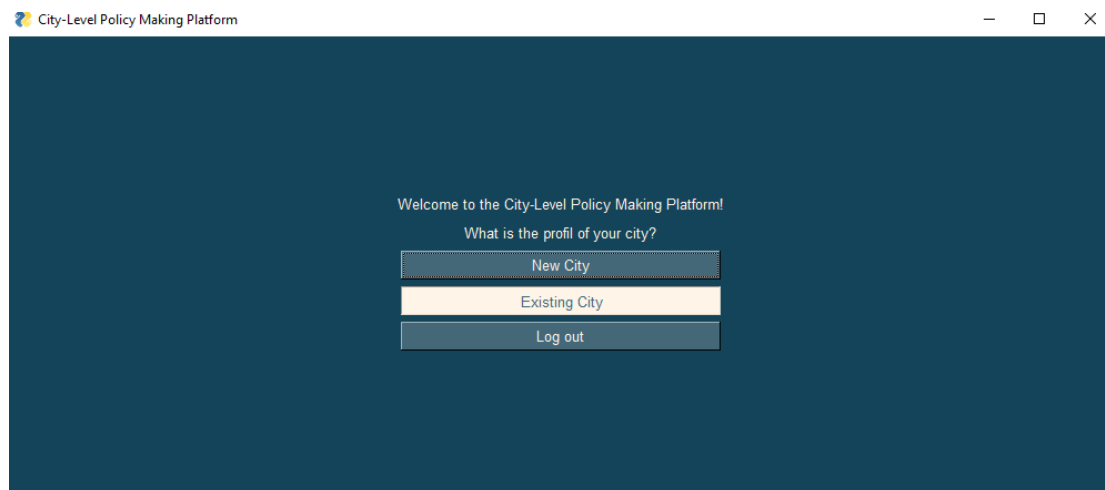 City-Level Policy Making Platform
Welcome to the City-Level Policy Making Platform!
What is the profil of your city?
New City
Existing City
Log out